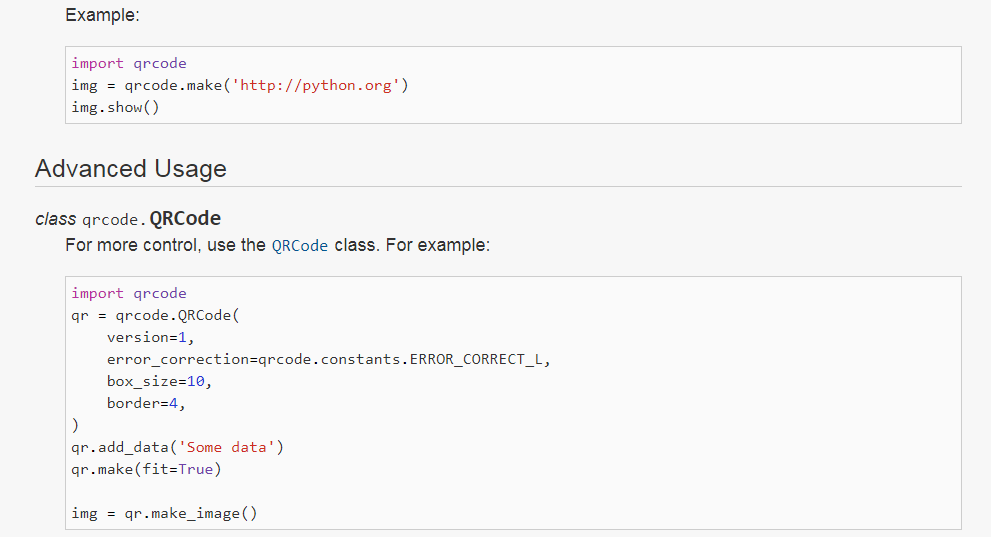 Example:
import qrcode
img = qrcode.make('http://python.org')
img.show()
Advanced Usage
class qrcode.QRCode
For more control, use the QRCode class. For example:
import qrcode
qr = qrcode.QRCode(
    version=1,
    error_correction=qrcode.constants.ERROR_CORRECT_L,
    box_size=10,
    border=4,
)
qr.add_data('Some data')
qr.make(fit=True)
img = qr.make_image()